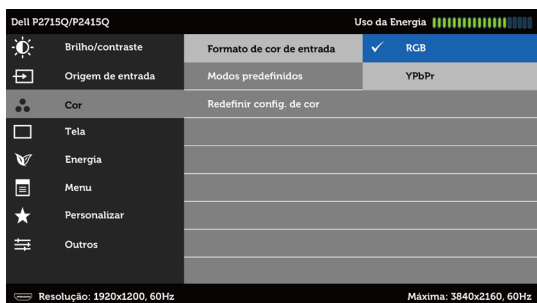 Dell P2715Q/P2415Q
Uso da Energia
Brilho/contraste
Formato de cor de entrada
RGB
Origem de entrada
Modos predefinidos
YPbPr
Cor
Redefinir config. de cor
Tela
Energia
Menu
Personalizar
Outros
Resolução: 1920x1200, 60Hz
Máxima: 3840x2160, 60Hz